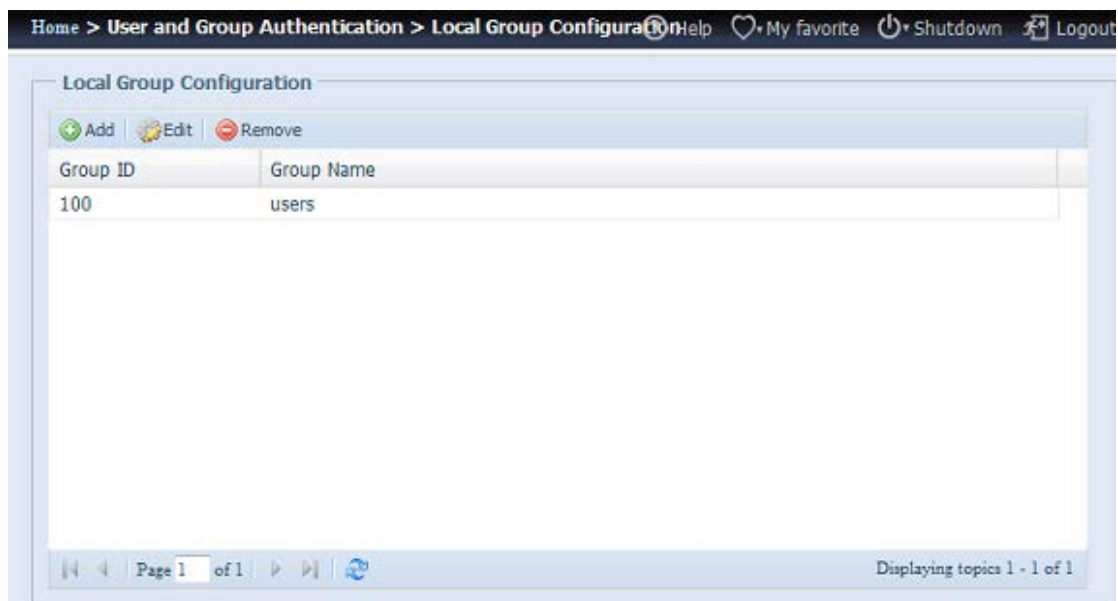 Home > User and Group Authentication > Local Group Configuration Help My favorite Shutdown Logout
Local Group Configuration
Add Edit Remove
Group ID Group Name
100 users
Page 1 of 1 Displaying topics 1 - 1 of 1